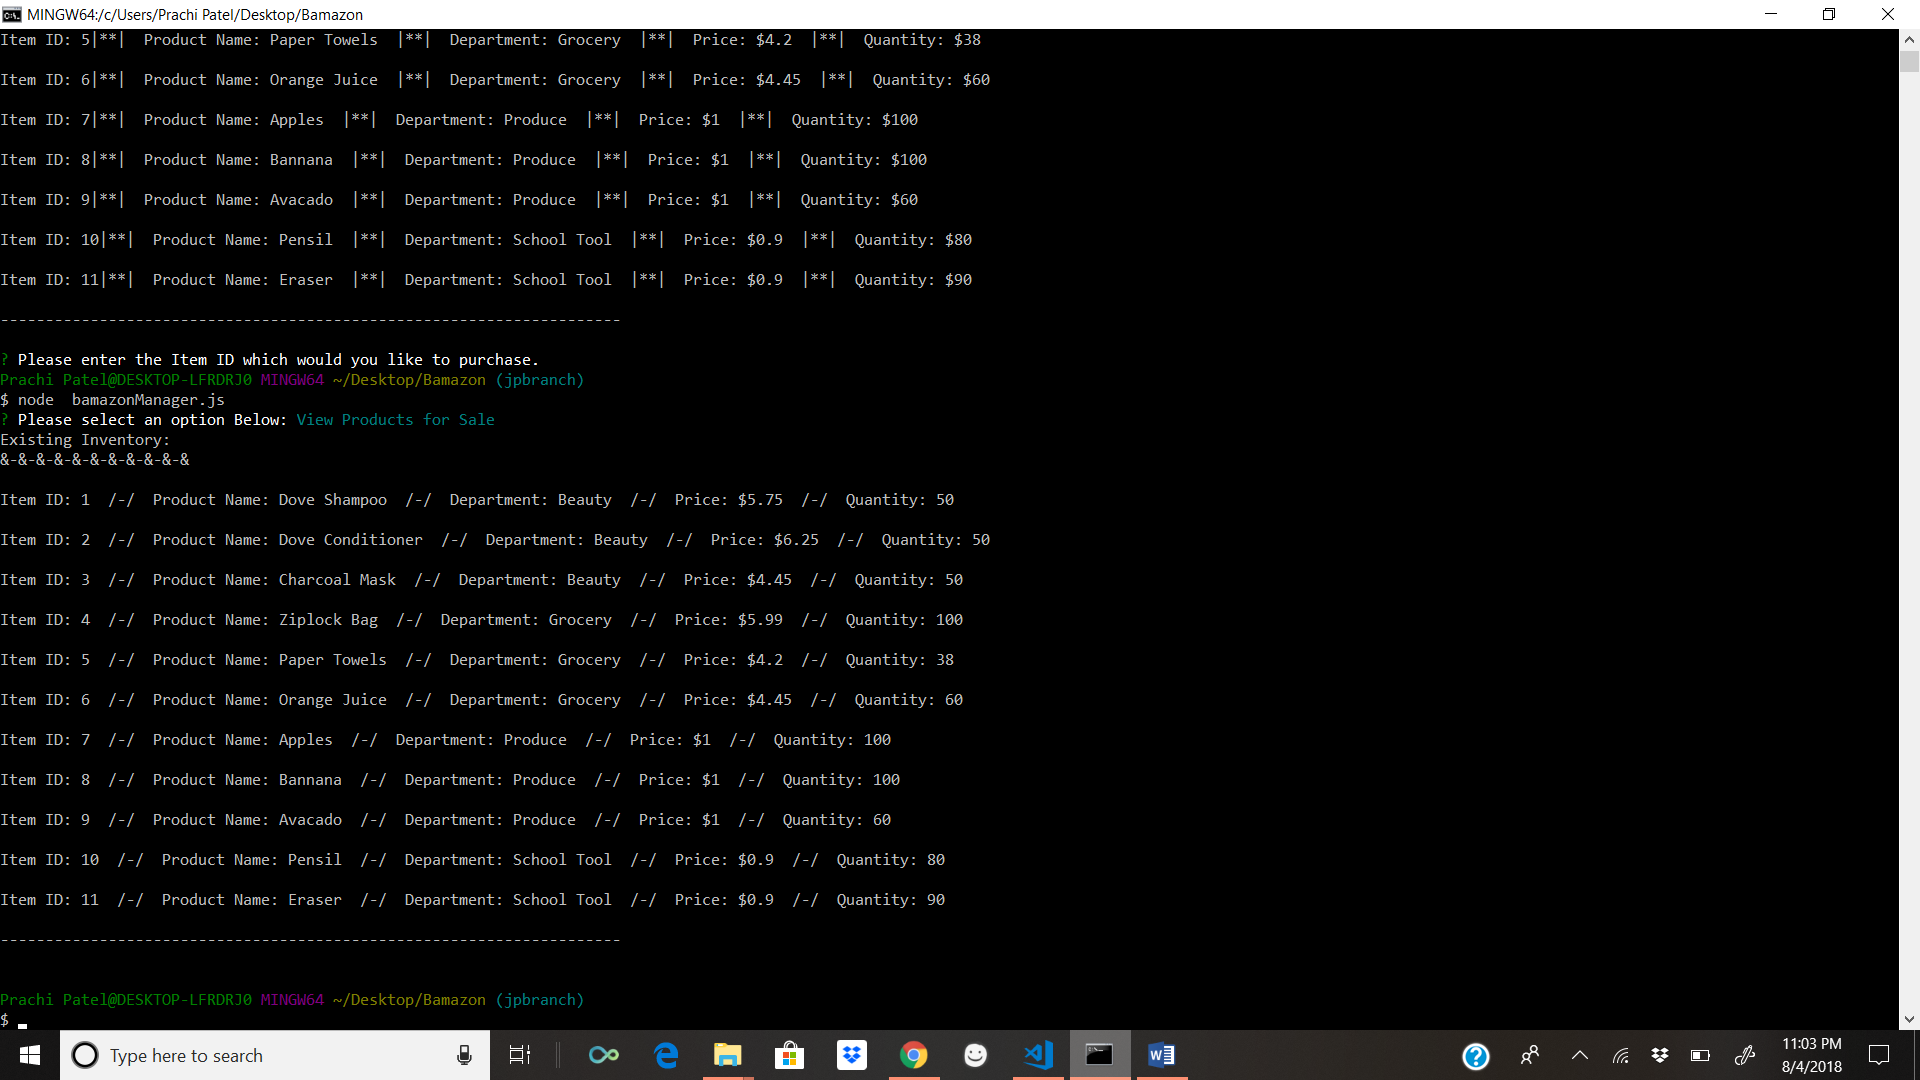 MINGW64:/c/Users/Prachi Patel/Desktop/Bamazon
Item ID: 5|**|  Product Name: Paper Towels  |**|  Department: Grocery  |**|  Price: $4.2  |**|  Quantity: $38
Item ID: 6|**|  Product Name: Orange Juice  |**|  Department: Grocery  |**|  Price: $4.45  |**|  Quantity: $60
Item ID: 7|**|  Product Name: Apples  |**|  Department: Produce  |**|  Price: $1  |**|  Quantity: $100
Item ID: 8|**|  Product Name: Bannana  |**|  Department: Produce  |**|  Price: $1  |**|  Quantity: $100
Item ID: 9|**|  Product Name: Avacado  |**|  Department: Produce  |**|  Price: $1  |**|  Quantity: $60
Item ID: 10|**|  Product Name: Pensil  |**|  Department: School Tool  |**|  Price: $0.9  |**|  Quantity: $80
Item ID: 11|**|  Product Name: Eraser  |**|  Department: School Tool  |**|  Price: $0.9  |**|  Quantity: $90
---------------------------------------------------------------------
? Please enter the Item ID which would you like to purchase.
Prachi Patel@DESKTOP-LFRDRJ0 MINGW64 ~/Desktop/Bamazon (jpbranch)
$ node  bamazonManager.js
? Please select an option Below: View Products for Sale
Existing Inventory:
&-&-&-&-&-&-&-&-&-&-&
Item ID: 1  /-/  Product Name: Dove Shampoo  /-/  Department: Beauty  /-/  Price: $5.75  /-/  Quantity: 50
Item ID: 2  /-/  Product Name: Dove Conditioner  /-/  Department: Beauty  /-/  Price: $6.25  /-/  Quantity: 50
Item ID: 3  /-/  Product Name: Charcoal Mask  /-/  Department: Beauty  /-/  Price: $4.45  /-/  Quantity: 50
Item ID: 4  /-/  Product Name: Ziplock Bag  /-/  Department: Grocery  /-/  Price: $5.99  /-/  Quantity: 100
Item ID: 5  /-/  Product Name: Paper Towels  /-/  Department: Grocery  /-/  Price: $4.2  /-/  Quantity: 38
Item ID: 6  /-/  Product Name: Orange Juice  /-/  Department: Grocery  /-/  Price: $4.45  /-/  Quantity: 60
Item ID: 7  /-/  Product Name: Apples  /-/  Department: Produce  /-/  Price: $1  /-/  Quantity: 100
Item ID: 8  /-/  Product Name: Bannana  /-/  Department: Produce  /-/  Price: $1  /-/  Quantity: 100
Item ID: 9  /-/  Product Name: Avacado  /-/  Department: Produce  /-/  Price: $1  /-/  Quantity: 60
Item ID: 10  /-/  Product Name: Pensil  /-/  Department: School Tool  /-/  Price: $0.9  /-/  Quantity: 80
Item ID: 11  /-/  Product Name: Eraser  /-/  Department: School Tool  /-/  Price: $0.9  /-/  Quantity: 90
---------------------------------------------------------------------
Prachi Patel@DESKTOP-LFRDRJ0 MINGW64 ~/Desktop/Bamazon (jpbranch)
$
Type here to search
11:03 PM
8/4/2018